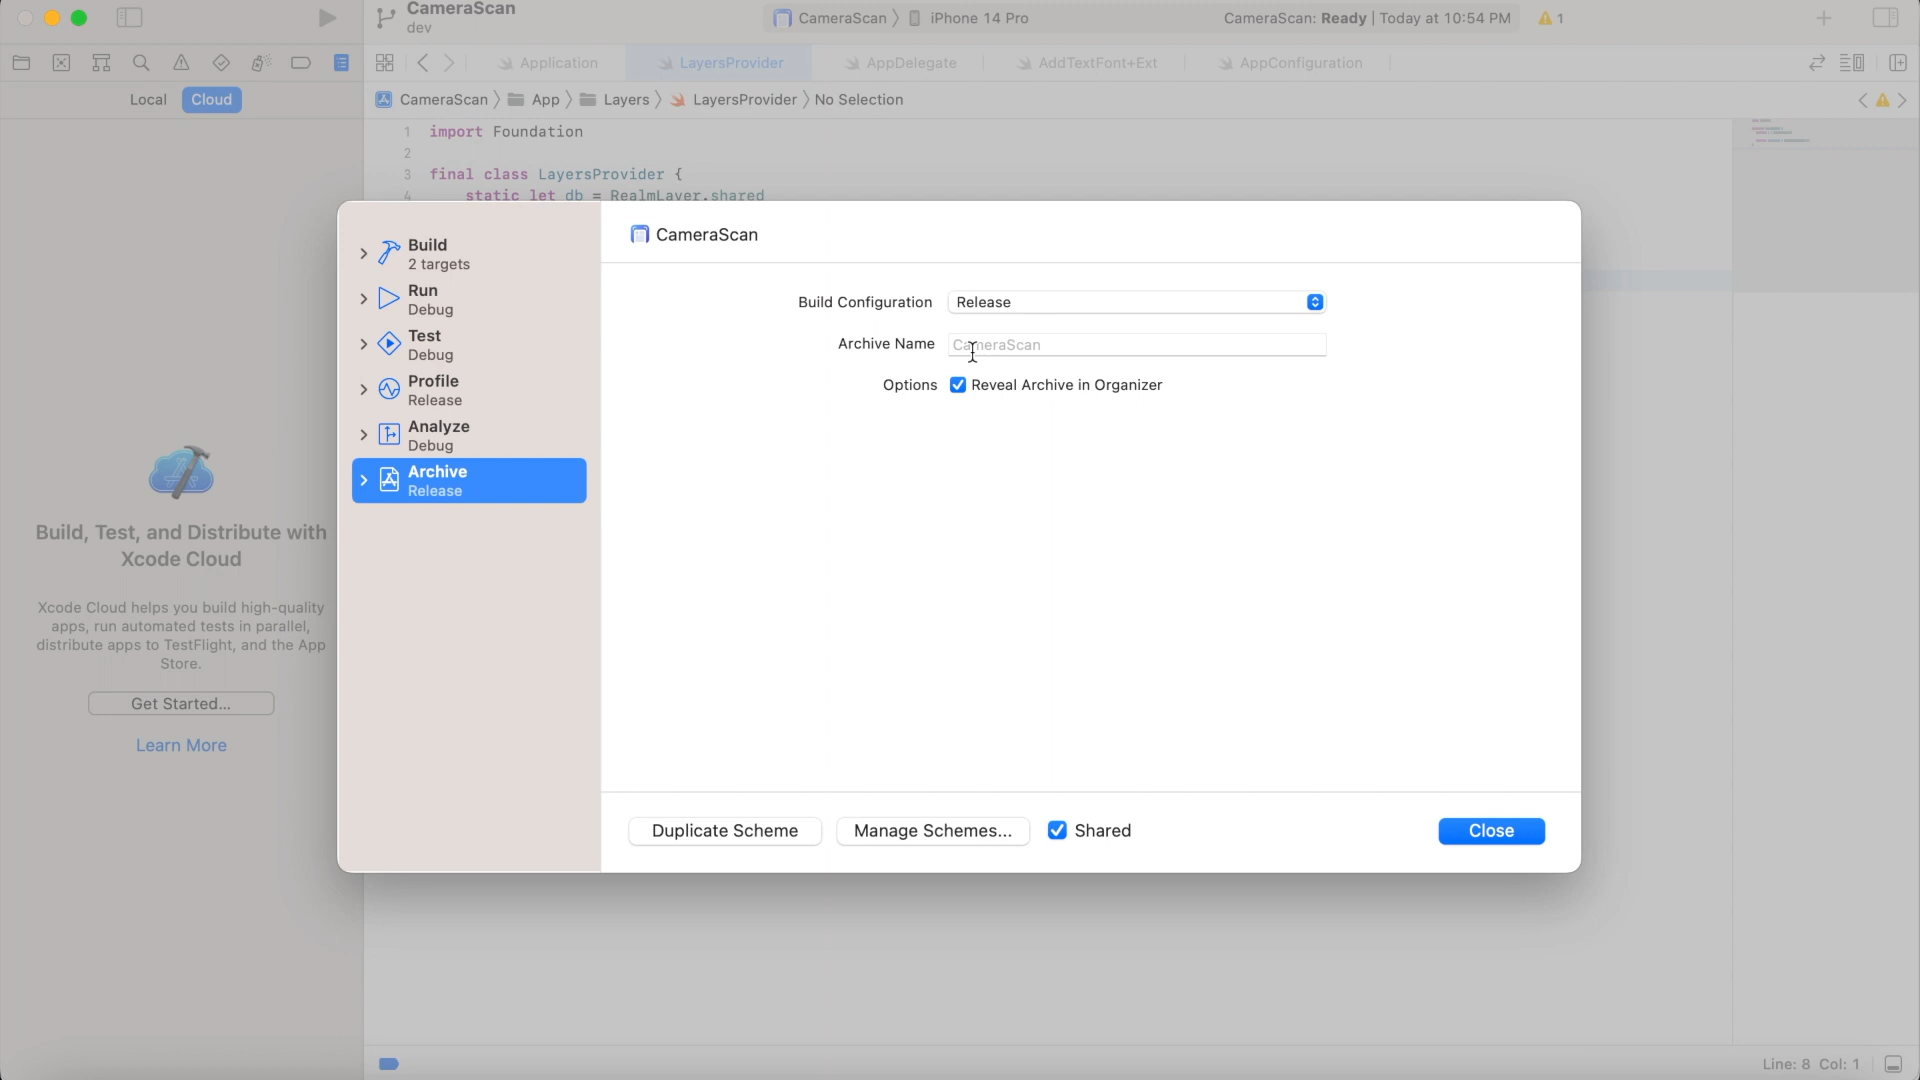 CameraScan
dev
CameraScan
iPhone 14 Pro
CameraScan: Ready | Today at 10:54 PM
1
Application
LayersProvider
AppDelegate
AddTextFont+Ext
AppConfiguration
Local
Cloud
CameraScan
App
Layers
LayersProvider
No Selection
1 import Foundation
2
3 final class LayersProvider {
4 static let db = RealmLayer.shared
Build
2 targets
Run
Debug
Test
Debug
Profile
Release
Analyze
Debug
Archive
Release
CameraScan
Build Configuration
Release
Archive Name
CameraScan
Options
Reveal Archive in Organizer
Duplicate Scheme
Manage Schemes...
Shared
Close
Build, Test, and Distribute with
Xcode Cloud
Xcode Cloud helps you build high-quality
apps, run automated tests in parallel,
distribute apps to TestFlight, and the App
Store.
Get Started...
Learn More
Line: 8 Col: 1